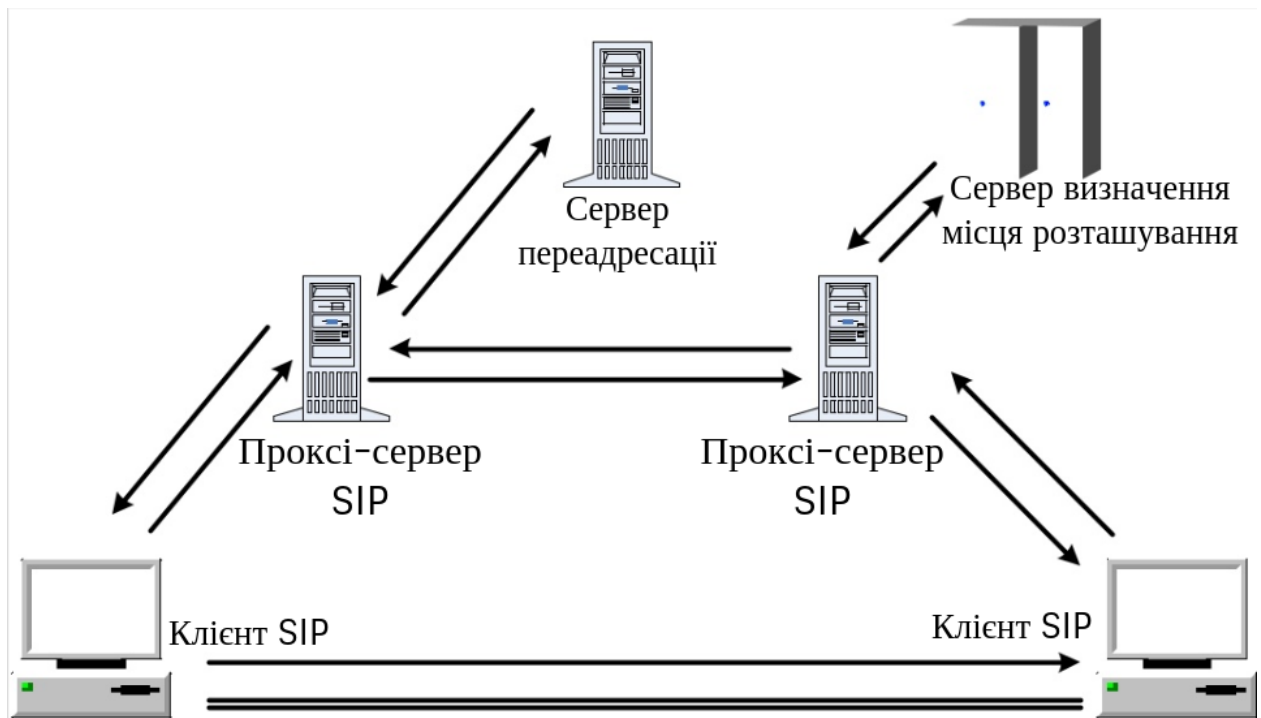 Сервер
переадресації
Сервер визначення
місця розташування
Проксі-сервер
SIP
Проксі-сервер
SIP
Клієнт SIP
Клієнт SIP